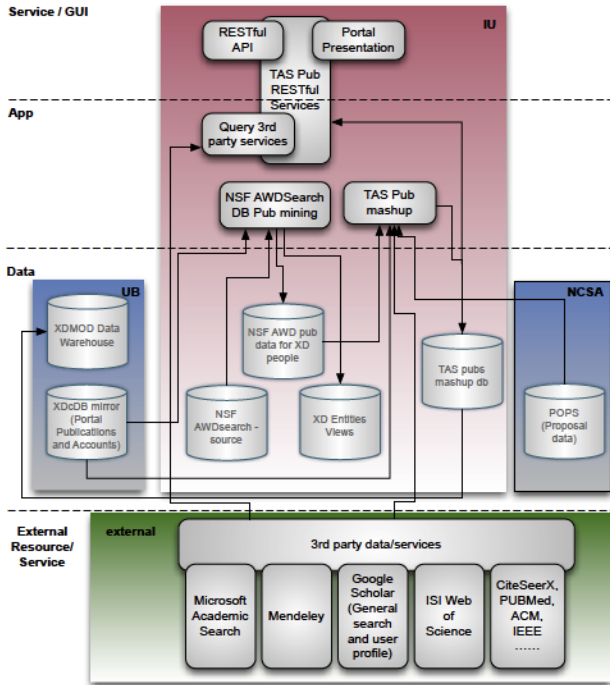 Service / GUI
IU
RESTful
API
Portal
Presentation
TAS Pub
RESTful
Services
App
Query 3rd
party services
NSF AWDSearch
DB Pub mining
TAS Pub
mashup
Data
UB
NCSA
XDMOD Data
Warehouse
NSF AWD pub
data for XD
people
TAS pubs
mashup db
XDcDB mirror
(Portal
Publications
and Accounts)
NSF
AWDsearch -
source
XD Entities
Views
POPS
(Proposal
data)
External
Resource/
Service
external
3rd party data/services
Microsoft
Academic
Search
Mendeley
Google
Scholar
(General
search
and user
profile)
ISI Web
of
Science
CiteSeerX,
PUBMed,
ACM,
IEEE
......